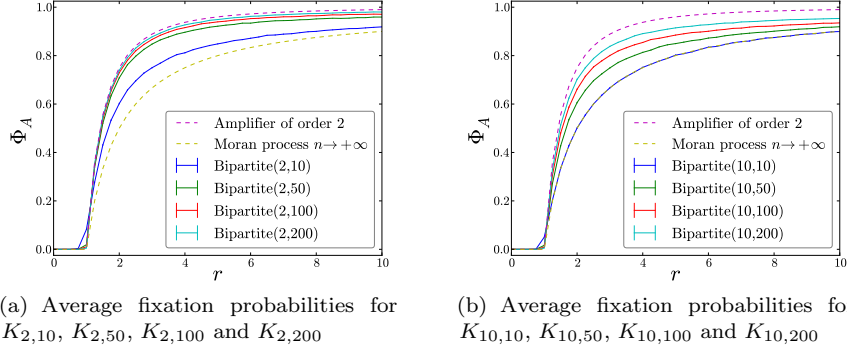 1.0
0.8
0.6
0.4
0.2
0.0
Φ_A
0 2 4 6 8 10
r
Amplifier of order 2
Moran process n→+∞
Bipartite(2,10)
Bipartite(2,50)
Bipartite(2,100)
Bipartite(2,200)
(a) Average fixation probabilities for
K_{2,10}, K_{2,50}, K_{2,100} and K_{2,200}
1.0
0.8
0.6
0.4
0.2
0.0
Φ_A
0 2 4 6 8 10
r
Amplifier of order 2
Moran process n→+∞
Bipartite(10,10)
Bipartite(10,50)
Bipartite(10,100)
Bipartite(10,200)
(b) Average fixation probabilities fo
K_{10,10}, K_{10,50}, K_{10,100} and K_{10,200}